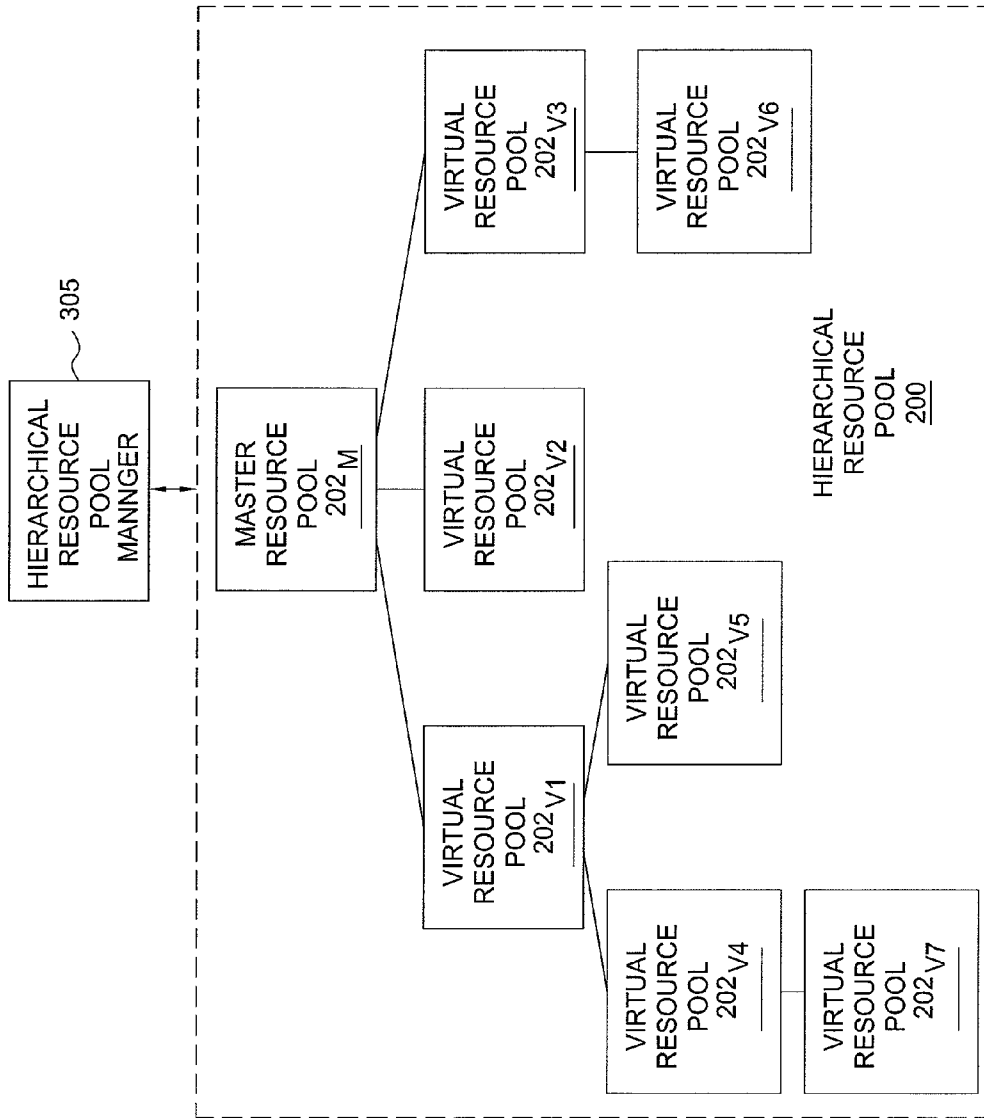 HIERARCHICAL
RESOURCE
POOL
MANNGER
305
MASTER
RESOURCE
POOL
202M
VIRTUAL
RESOURCE
POOL
202V1
VIRTUAL
RESOURCE
POOL
202V2
VIRTUAL
RESOURCE
POOL
202V3
VIRTUAL
RESOURCE
POOL
202V4
VIRTUAL
RESOURCE
POOL
202V5
VIRTUAL
RESOURCE
POOL
202V6
VIRTUAL
RESOURCE
POOL
202V7
HIERARCHICAL
RESOURCE
POOL
200